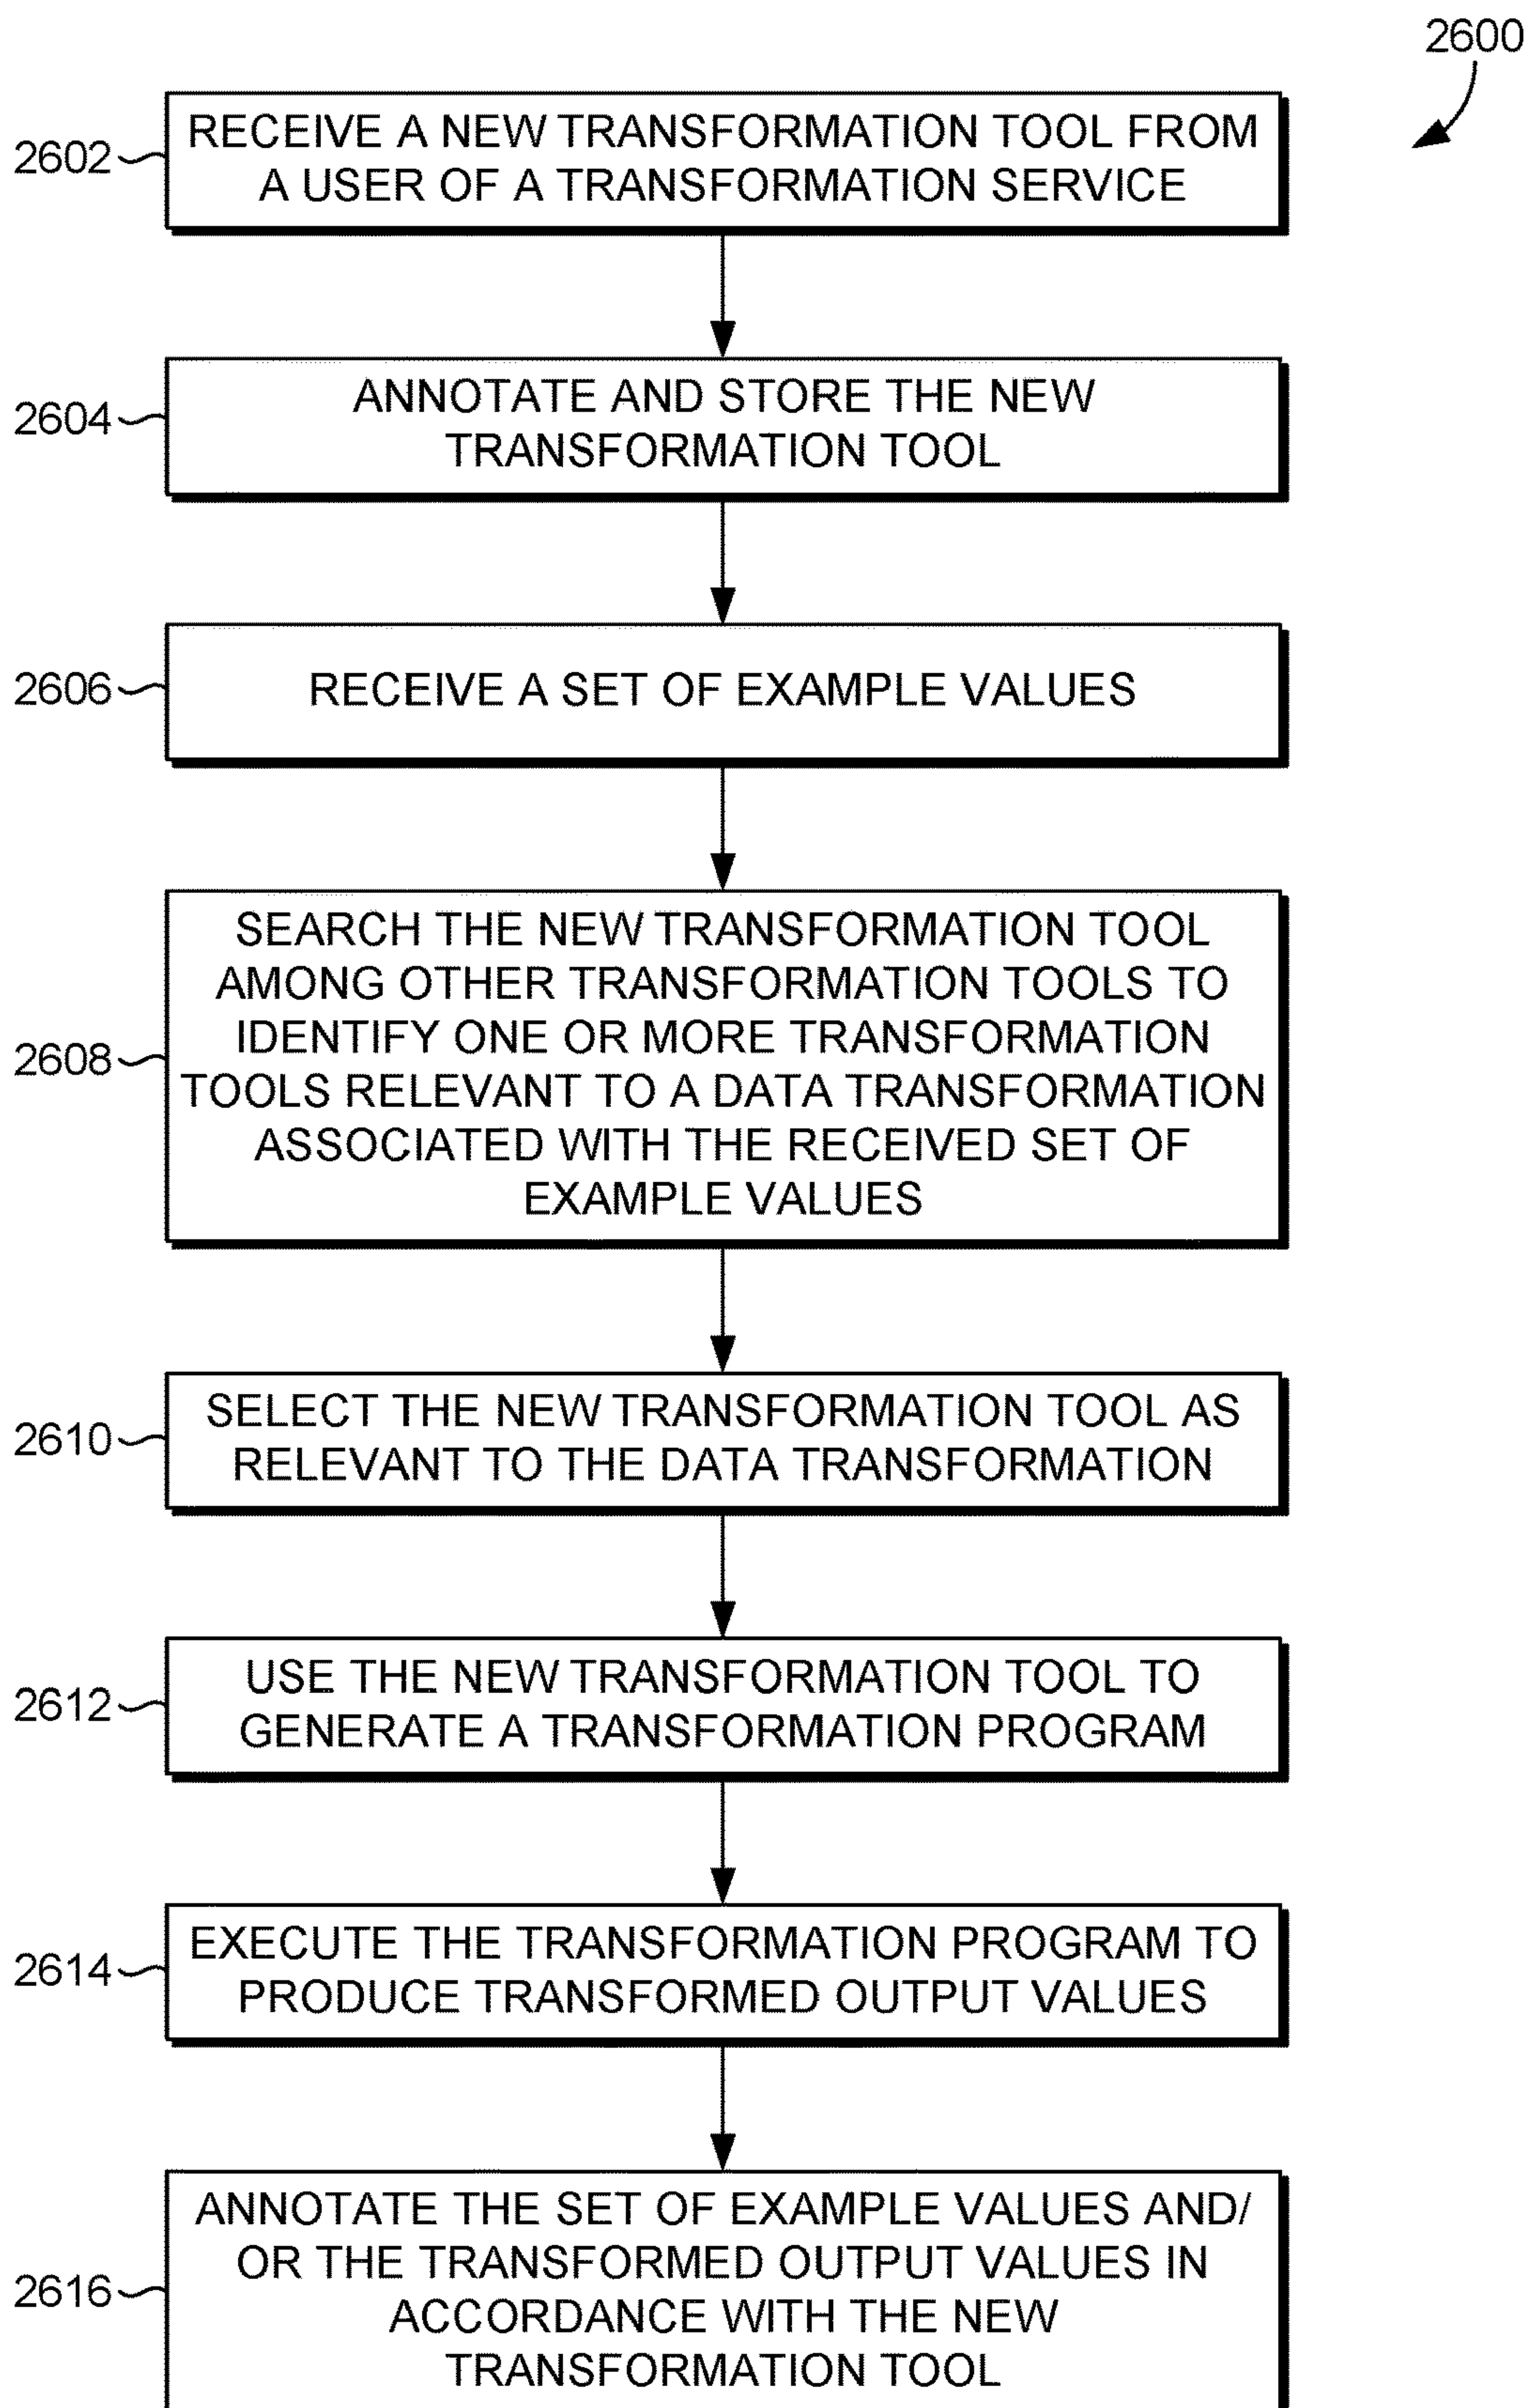 2600
2602
RECEIVE A NEW TRANSFORMATION TOOL FROM
A USER OF A TRANSFORMATION SERVICE
2604
ANNOTATE AND STORE THE NEW
TRANSFORMATION TOOL
2606
RECEIVE A SET OF EXAMPLE VALUES
2608
SEARCH THE NEW TRANSFORMATION TOOL
AMONG OTHER TRANSFORMATION TOOLS TO
IDENTIFY ONE OR MORE TRANSFORMATION
TOOLS RELEVANT TO A DATA TRANSFORMATION
ASSOCIATED WITH THE RECEIVED SET OF
EXAMPLE VALUES
2610
SELECT THE NEW TRANSFORMATION TOOL AS
RELEVANT TO THE DATA TRANSFORMATION
2612
USE THE NEW TRANSFORMATION TOOL TO
GENERATE A TRANSFORMATION PROGRAM
2614
EXECUTE THE TRANSFORMATION PROGRAM TO
PRODUCE TRANSFORMED OUTPUT VALUES
2616
ANNOTATE THE SET OF EXAMPLE VALUES AND/
OR THE TRANSFORMED OUTPUT VALUES IN
ACCORDANCE WITH THE NEW
TRANSFORMATION TOOL